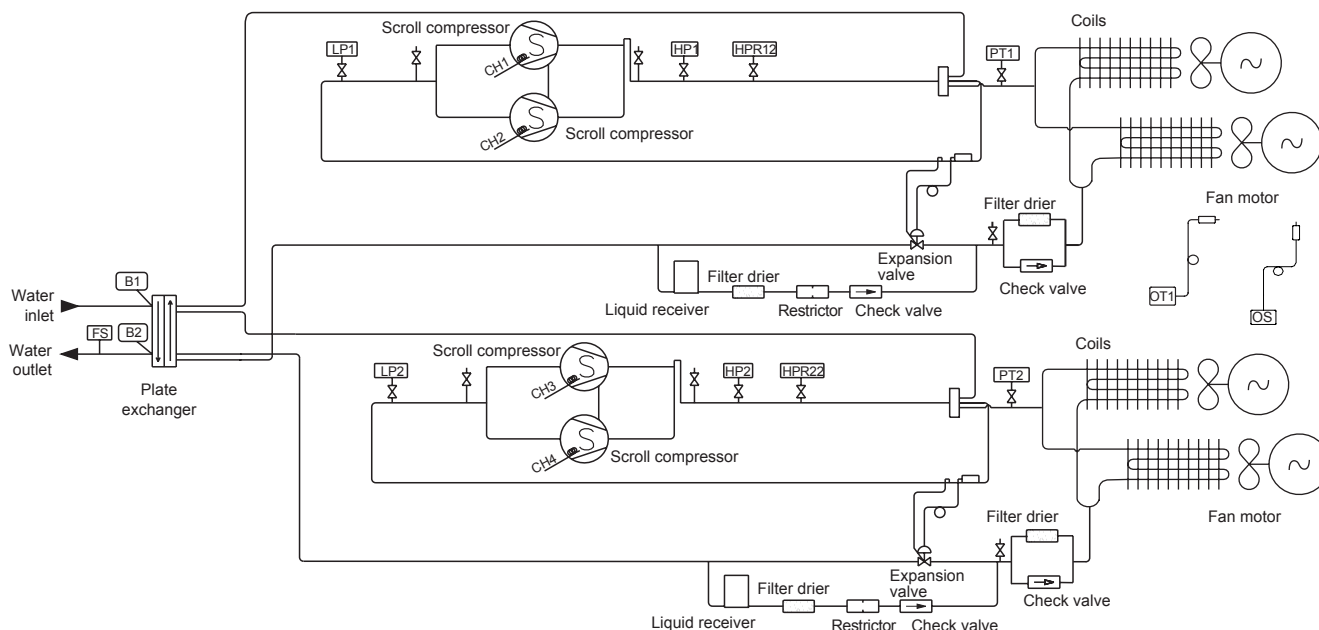 Coils
Scroll compressor
LP1
HP1
HPR12
PT1
CH1
CH2
Scroll compressor
Filter drier
Fan motor
Expansion
valve
B1
Filter drier
Check valve
OT1
Water
inlet
Liquid receiver
Restrictor
Check valve
OS
FS
B2
Water
outlet
Scroll compressor
Coils
LP2
HP2
HPR22
PT2
Plate
exchanger
CH3
CH4
Scroll compressor
Filter drier
Fan motor
Expansion
valve
Filter drier
Check valve
Liquid receiver
Restrictor
Check valve